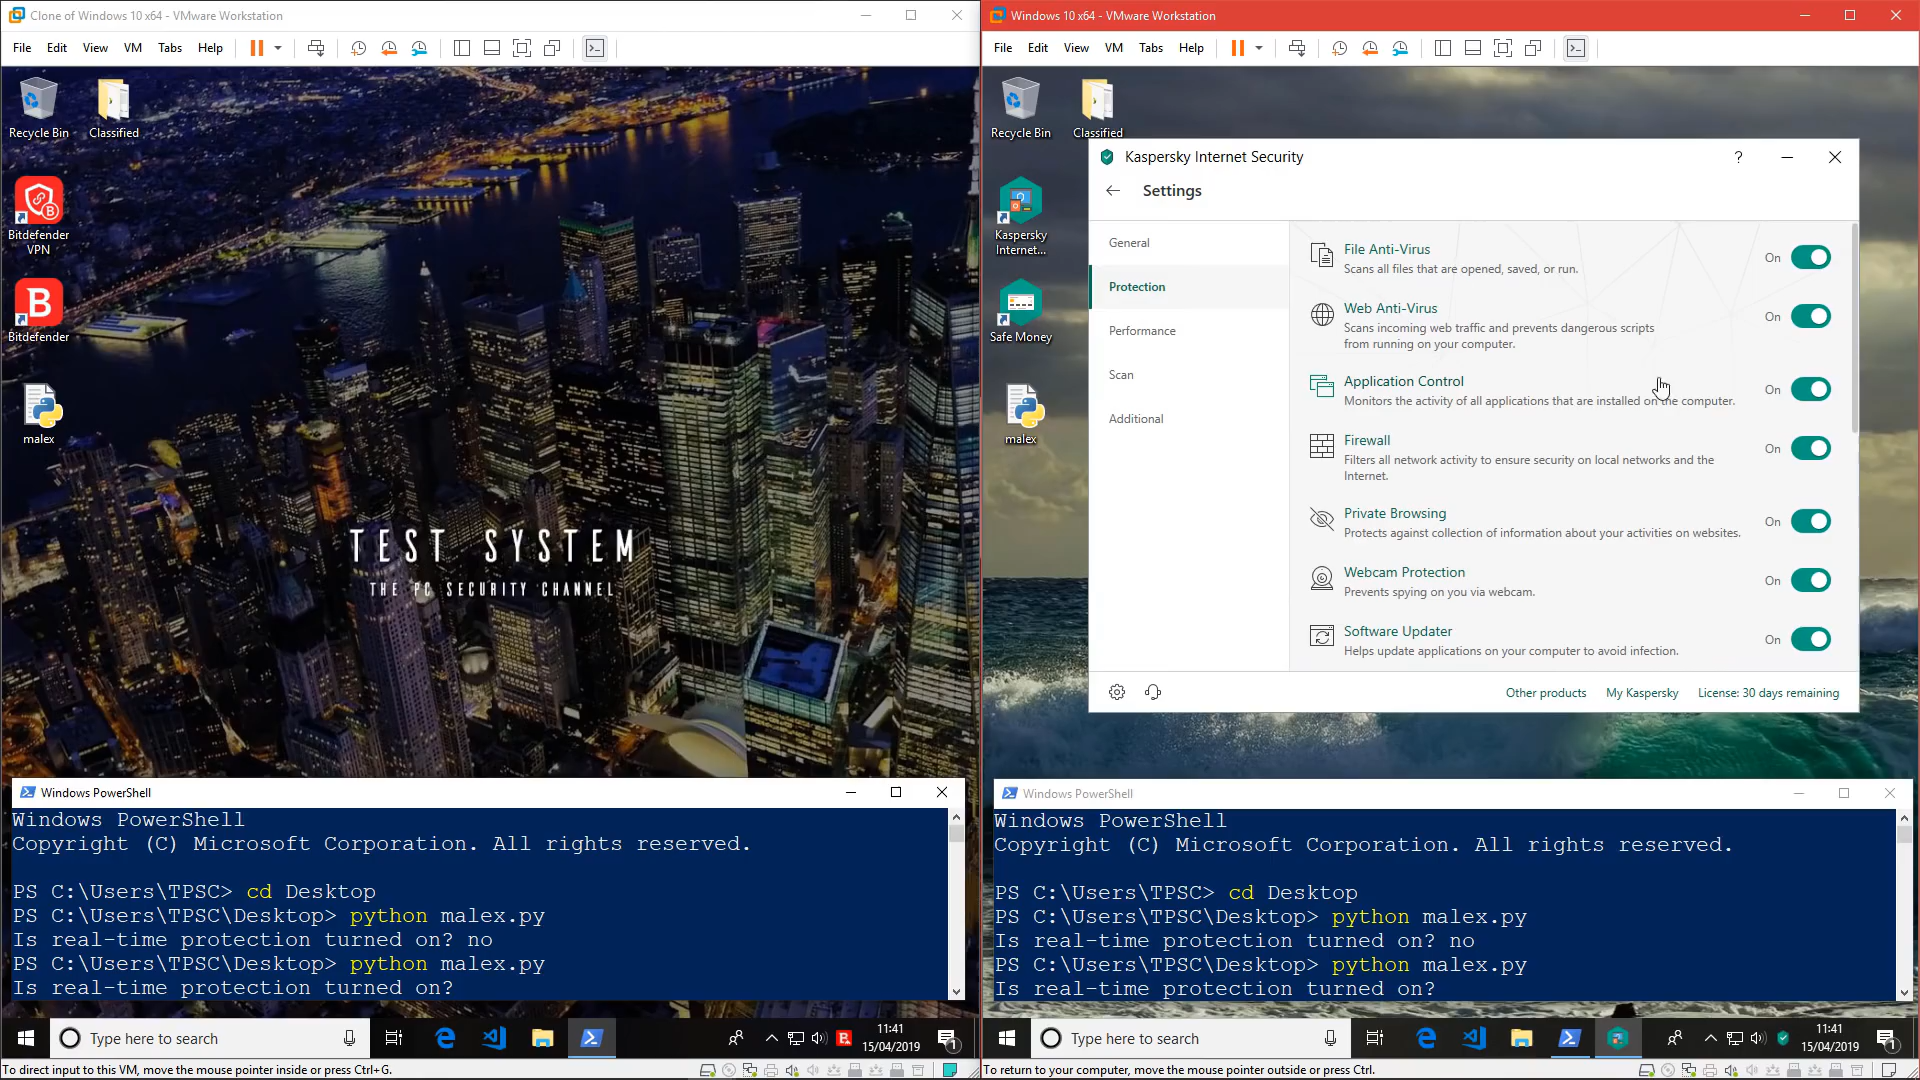 Clone of Windows 10 x64 - VMware Workstation
File Edit View VM Tabs Help
Recycle Bin
Classified
Bitdefender
VPN
Bitdefender
malex
TEST SYSTEM
THE PC SECURITY CHANNEL
Windows PowerShell
Windows PowerShell
Copyright (C) Microsoft Corporation. All rights reserved.
PS C:\Users\TPSC> cd Desktop
PS C:\Users\TPSC\Desktop> python malex.py
Is real-time protection turned on? no
PS C:\Users\TPSC\Desktop> python malex.py
Is real-time protection turned on?
Type here to search
11:41
15/04/2019
1
To direct input to this VM, move the mouse pointer inside or press Ctrl+G.
Windows 10 x64 - VMware Workstation
File Edit View VM Tabs Help
Recycle Bin
Classified
Kaspersky
Internet...
Safe Money
malex
Kaspersky Internet Security
?
Settings
General
Protection
Performance
Scan
Additional
File Anti-Virus
Scans all files that are opened, saved, or run.
On
Web Anti-Virus
Scans incoming web traffic and prevents dangerous scripts
from running on your computer.
On
Application Control
Monitors the activity of all applications that are installed on the computer.
On
Firewall
Filters all network activity to ensure security on local networks and the
Internet.
On
Private Browsing
Protects against collection of information about your activities on websites.
On
Webcam Protection
Prevents spying on you via webcam.
On
Software Updater
Helps update applications on your computer to avoid infection.
On
Other products My Kaspersky License: 30 days remaining
Windows PowerShell
Windows PowerShell
Copyright (C) Microsoft Corporation. All rights reserved.
PS C:\Users\TPSC> cd Desktop
PS C:\Users\TPSC\Desktop> python malex.py
Is real-time protection turned on? no
PS C:\Users\TPSC\Desktop> python malex.py
Is real-time protection turned on?
Type here to search
11:41
15/04/2019
1
To return to your computer, move the mouse pointer outside or press Ctrl.